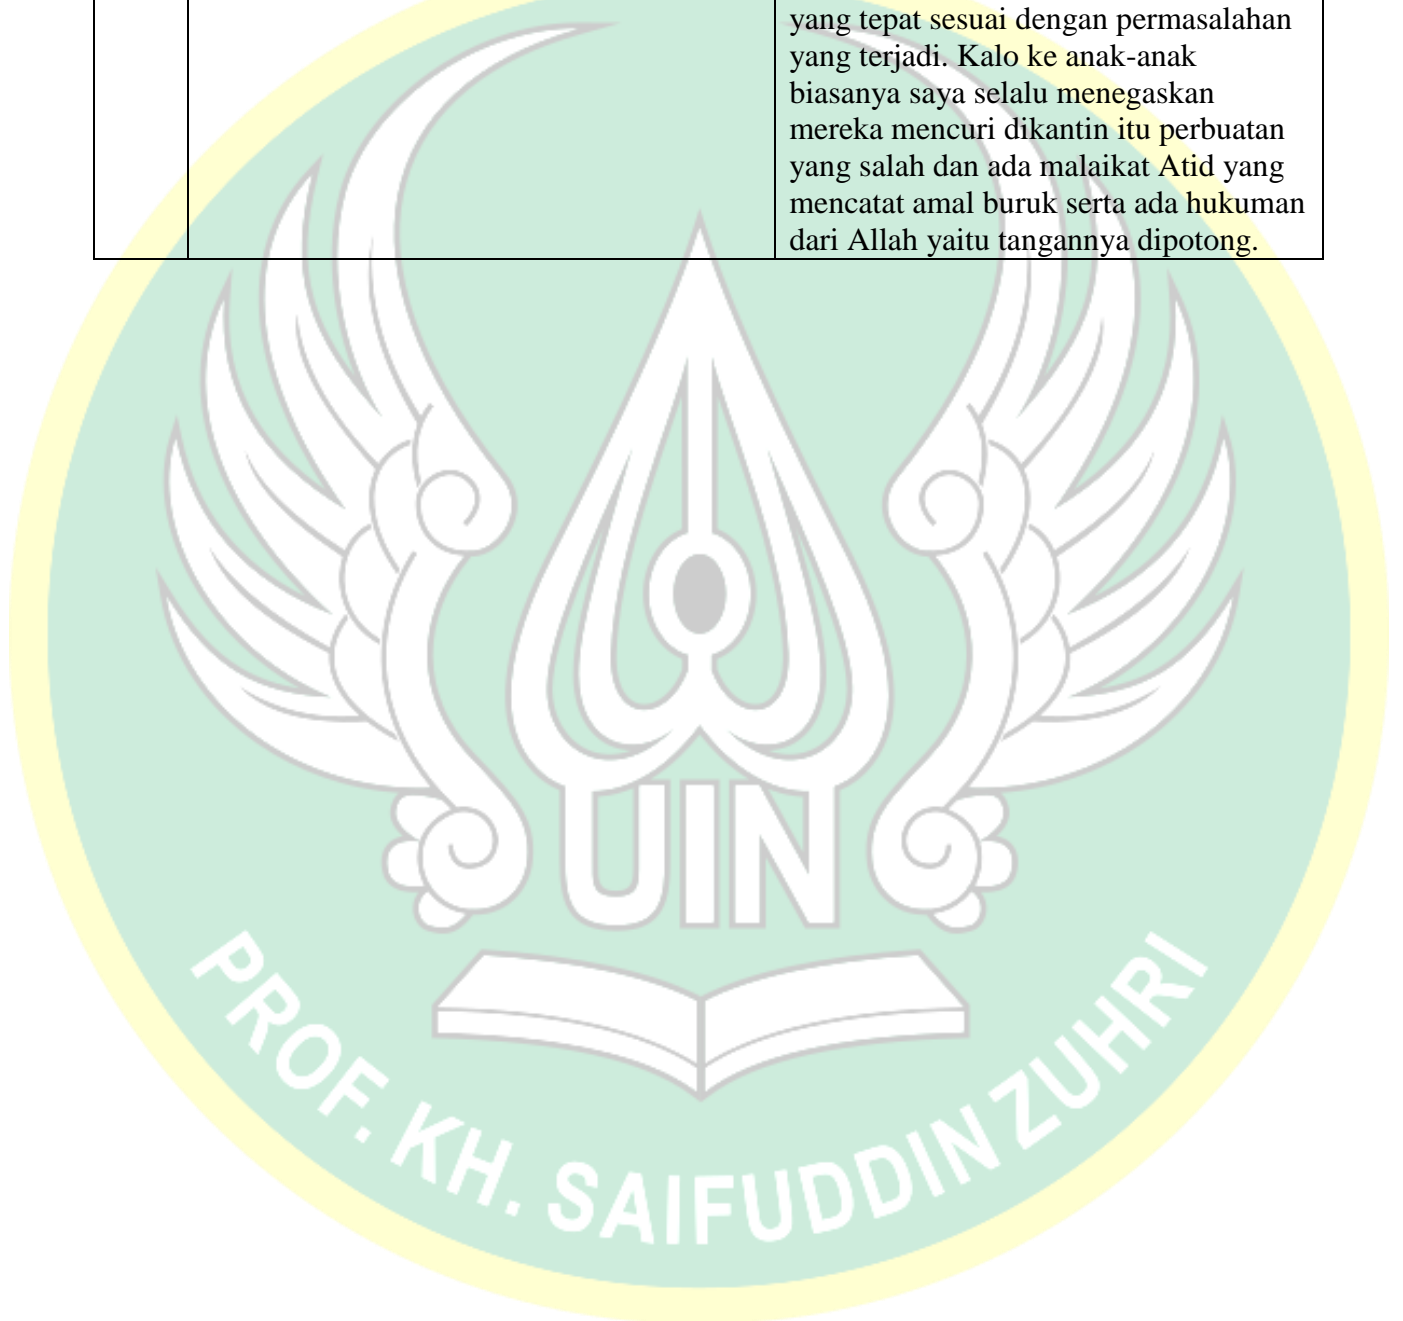 yang tepat sesuai dengan permasalahan
yang terjadi. Kalo ke anak-anak
biasanya saya selalu menegaskan
mereka mencuri dikantin itu perbuatan
yang salah dan ada malaikat Atid yang
mencatat amal buruk serta ada hukuman
dari Allah yaitu tangannya dipotong.
UIN
PROF. KH. SAIFUDDIN ZUHRI